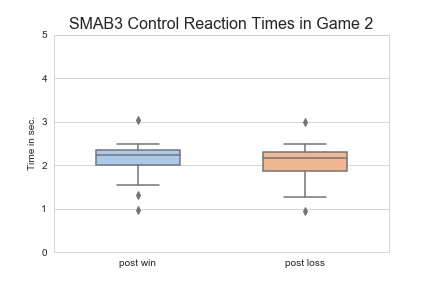 SMAB3 Control Reaction Times in Game 2
5
4
3
2
1
0
Time in sec.
post win
post loss